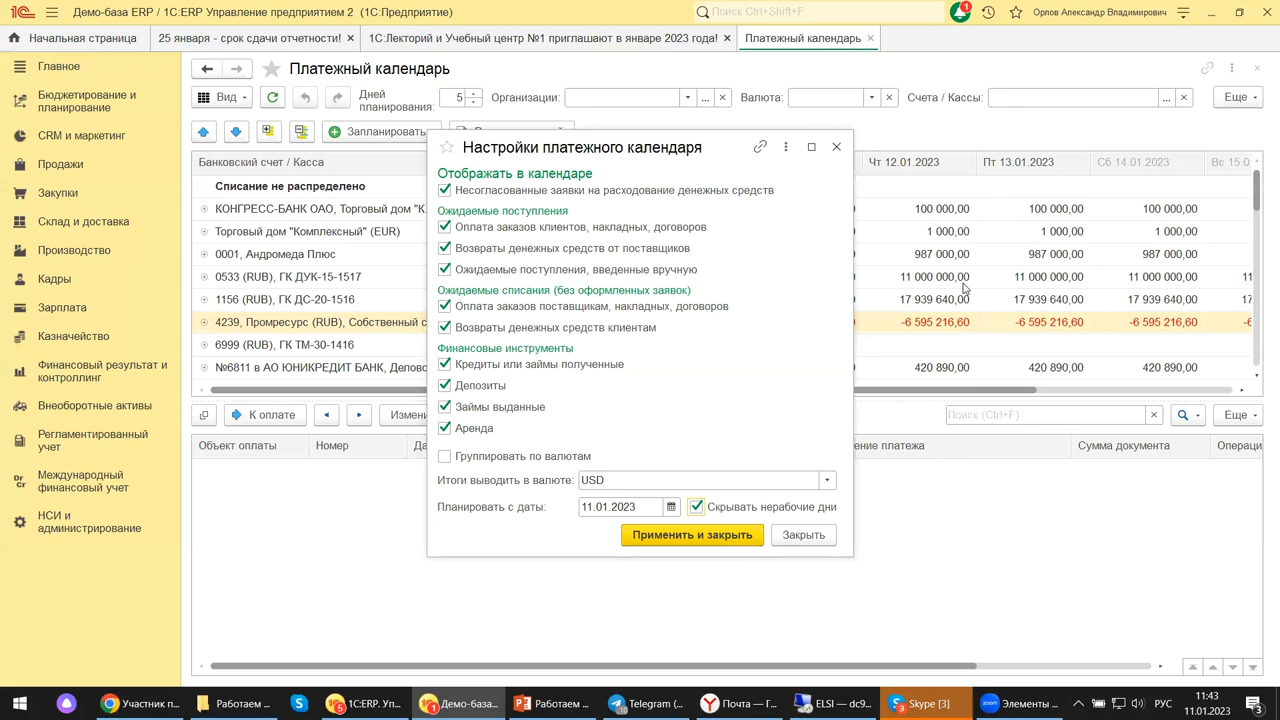 Демо-база ERP / 1С:ERP Управление предприятием 2 (1С:Предприятие)
Поиск Ctrl+Shift+F
1
Орлов Александр Владимирович
Начальная страница
25 января - срок сдачи отчетности!
1С:Лекторий и Учебный центр №1 приглашают в январе 2023 года!
Платежный календарь
Главное
Бюджетирование и
планирование
CRM и маркетинг
Продажи
Закупки
Склад и доставка
Производство
Кадры
Зарплата
Казначейство
Финансовый результат и
контроллинг
Внеоборотные активы
Регламентированный
учет
Международный
финансовый учет
НСИ и
администрирование
Платежный календарь
Вид
Дней
планирования:
5
Организации:
Валюта:
Счета / Кассы:
Еще
Запланировать
Банковский счет / Касса
Чт 12.01.2023
Пт 13.01.2023
Сб 14.01.2023
Вс 15.0
Списание не распределено
КОНГРЕСС-БАНК ОАО, Торговый дом "К.
100 000,00
100 000,00
100 000,00
Торговый дом "Комплексный" (EUR)
1 000,00
1 000,00
1 000,00
0001, Андромеда Плюс
987 000,00
987 000,00
987 000,00
0533 (RUB), ГК ДУК-15-1517
11 000 000,00
11 000 000,00
11 000 000,00
11
1156 (RUB), ГК ДС-20-1516
17 939 640,00
17 939 640,00
17 939 640,00
17
4239, Промресурс (RUB), Собственный с
-6 595 216,60
-6 595 216,60
-6 595 216,60
-6
6999 (RUB), ГК ТМ-30-1416
№6811 в АО ЮНИКРЕДИТ БАНК, Делово
420 890,00
420 890,00
420 890,00
К оплате
Измени
Поиск (Ctrl+F)
Еще
Объект оплаты
Номер
Да
ение платежа
Сумма документа
Операци
Настройки платежного календаря
Отображать в календаре
Несогласованные заявки на расходование денежных средств
Ожидаемые поступления
Оплата заказов клиентов, накладных, договоров
Возвраты денежных средств от поставщиков
Ожидаемые поступления, введенные вручную
Ожидаемые списания (без оформленных заявок)
Оплата заказов поставщикам, накладных, договоров
Возвраты денежных средств клиентам
Финансовые инструменты
Кредиты или займы полученные
Депозиты
Займы выданные
Аренда
Группировать по валютам
Итоги выводить в валюте:
USD
Планировать с даты:
11.01.2023
Скрывать нерабочие дни
Применить и закрыть
Закрыть
Участник п...
Работаем ...
1С:ERP. Уп...
Демо-база...
Работаем ...
Telegram (...
Почта — Г...
ELSI — dc9...
Skype [3]
Элементы ...
РУС
11:43
11.01.2023